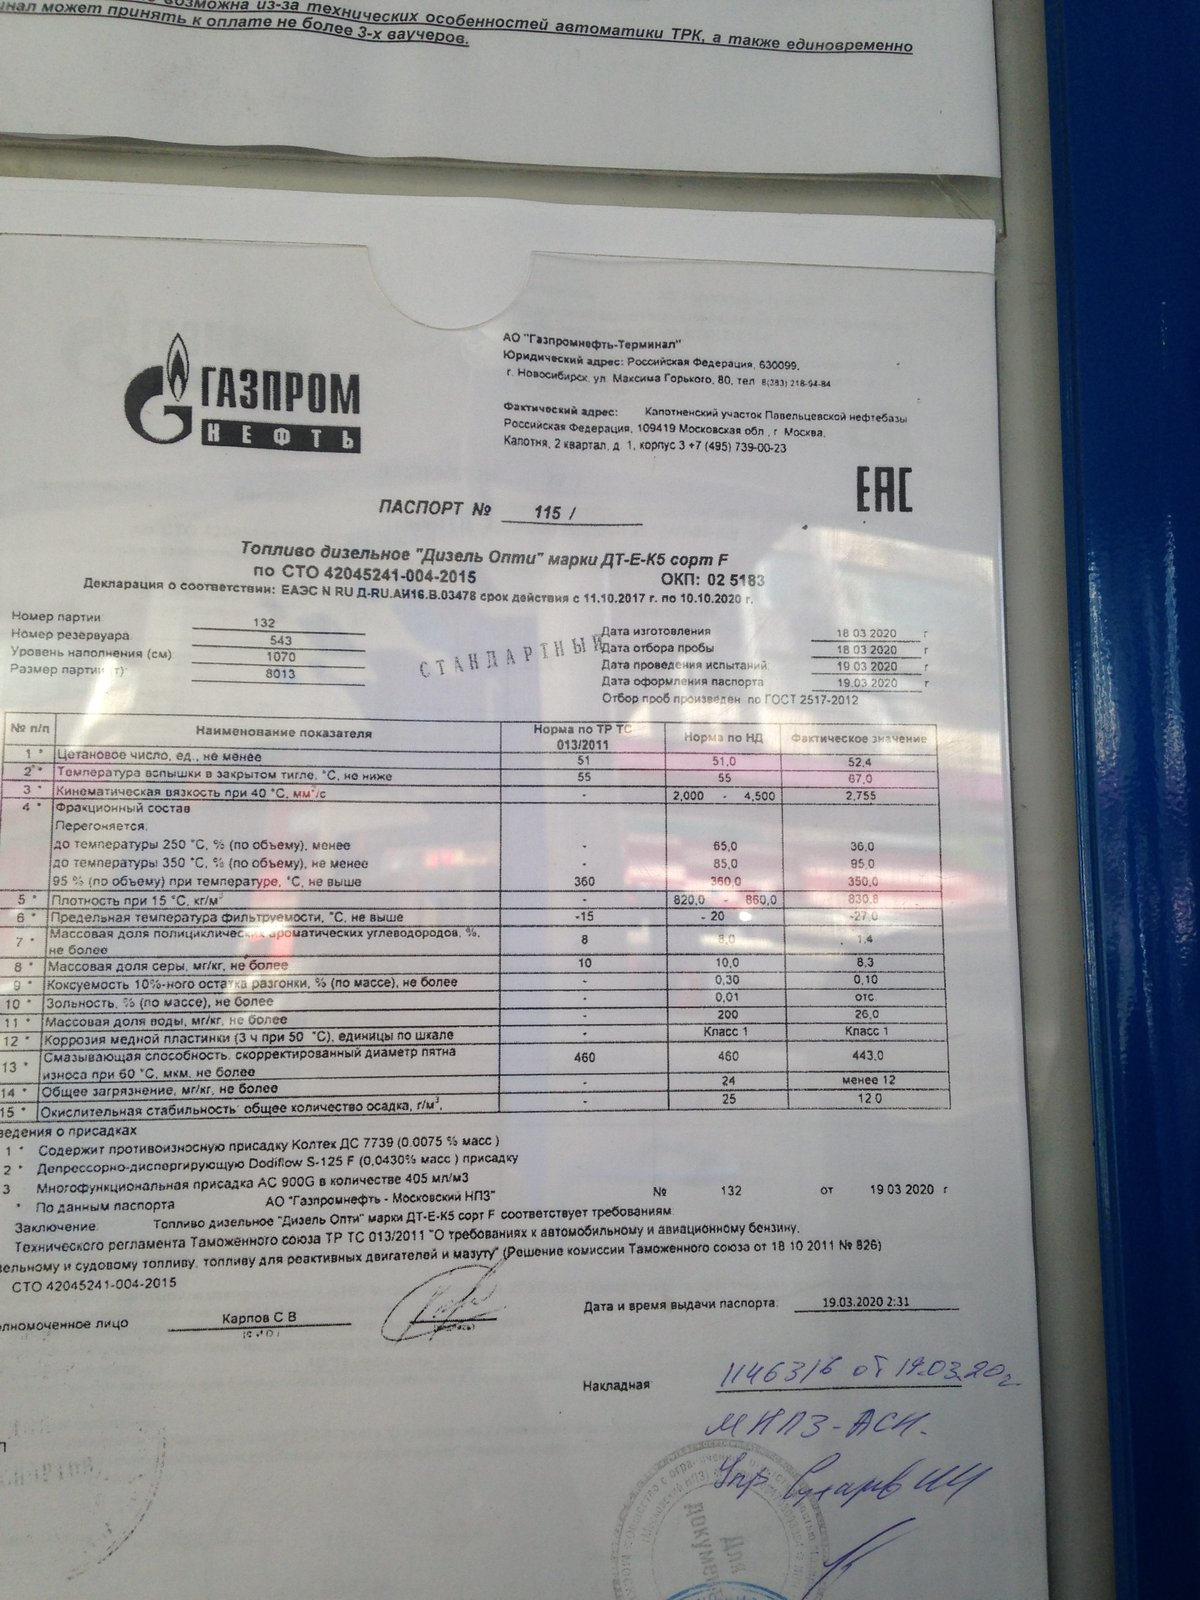 возможна из-за технических особенностей автоматики ТРК, а также единовременно
может принять к оплате не более 3-х ваучеров.
ГАЗПРОМ
НЕФТЬ
АО "Газпромнефть-Терминал"
Юридический адрес: Российская Федерация, 630099,
г. Новосибирск, ул. Максима Горького, 80, тел 8(383) 218-94-84
Фактический адрес: Капотненский участок Павельцевской нефтебазы
Российская Федерация, 109419 Московская обл , г Москва,
Капотня, 2 квартал, д 1, корпус 3 +7 (495) 739-00-23
ЕАС
ПАСПОРТ № 115 /
Топливо дизельное "Дизель Опти" марки ДТ-Е-К5 сорт F
по СТО 42045241-004-2015 ОКП: 02 5183
Декларация о соответствии: ЕАЭС N RU Д-RU.АИ16.В.03478 срок действия с 11.10.2017 г. по 10.10.2020 г.
Номер партии 132
Номер резервуара 543
Уровень наполнения (см) 1070
Размер партии т) 8013
СТАНДАРТНЫЙ
Дата изготовления 18 03 2020 г
Дата отбора пробы 18 03 2020 г
Дата проведения испытаний 19 03 2020 г
Дата оформления паспорта 19.03 2020 г
Отбор проб произведен по ГОСТ 2517-2012
№ п/п Наименование показателя Норма по ТР ТС 013/2011 Норма по НД Фактическое значение
1 * Цетановое число, ед., не менее 51 51,0 52,4
2 * Температура вспышки в закрытом тигле, °С, не ниже 55 55 67,0
3 * Кинематическая вязкость при 40 °С, мм²/с - 2,000 - 4,500 2,755
4 * Фракционный состав
Перегоняется:
до температуры 250 °С, % (по объему), менее - 65,0 36,0
до температуры 350 °С, % (по объему), не менее - 85,0 95,0
95 % (по объему) при температуре, °С, не выше 360 360,0 350,0
5 * Плотность при 15 °С, кг/м³ - 820,0 - 860,0 830,8
6 * Предельная температура фильтруемости, °С, не выше -15 - 20 -27,0
7 * Массовая доля полициклических ароматических углеводородов, %,
не более 8 8,0 1,4
8 * Массовая доля серы, мг/кг, не более 10 10,0 8,3
9 * Коксуемость 10%-ного остатка разгонки, % (по массе), не более - 0,30 0,10
10 * Зольность, % (по массе), не более - 0,01 отс
11 * Массовая доля воды, мг/кг, не более - 200 26,0
12 * Коррозия медной пластинки (3 ч при 50 °С), единицы по шкале - Класс 1 Класс 1
13 * Смазывающая способность: скорректированный диаметр пятна
износа при 60 °С, мкм, не более 460 460 443,0
14 * Общее загрязнение, мг/кг, не более - 24 менее 12
15 * Окислительная стабильность: общее количество осадка, г/м³, - 25 12.0
ведения о присадках
1 * Содержит противоизносную присадку Колтек ДС 7739 (0.0075 % масс )
2 * Депрессорно-диспергирующую Dodiflow S-125 F (0,0430% масс ) присадку
3 Многофункциональная присадка АС 900G в количестве 405 мл/м3
* По данным паспорта АО "Газпромнефть - Московский НПЗ" № 132 от 19 03 2020 г
Заключение: Топливо дизельное "Дизель Опти" марки ДТ-Е-К5 сорт F соответствует требованиям
Технического регламента Таможенного союза ТР ТС 013/2011 "О требованиях к автомобильному и авиационному бензину,
зельному и судовому топливу, топливу для реактивных двигателей и мазуту" (Решение комиссии Таможенного союза от 18 10 2011 № 826)
СТО 42045241-004-2015
олномоченное лицо Карпов С В
Дата и время выдачи паспорта: 19.03.2020 2:31
Накладная 1146316 от 19.03.20г
МНПЗ-АСН.
Для
документов